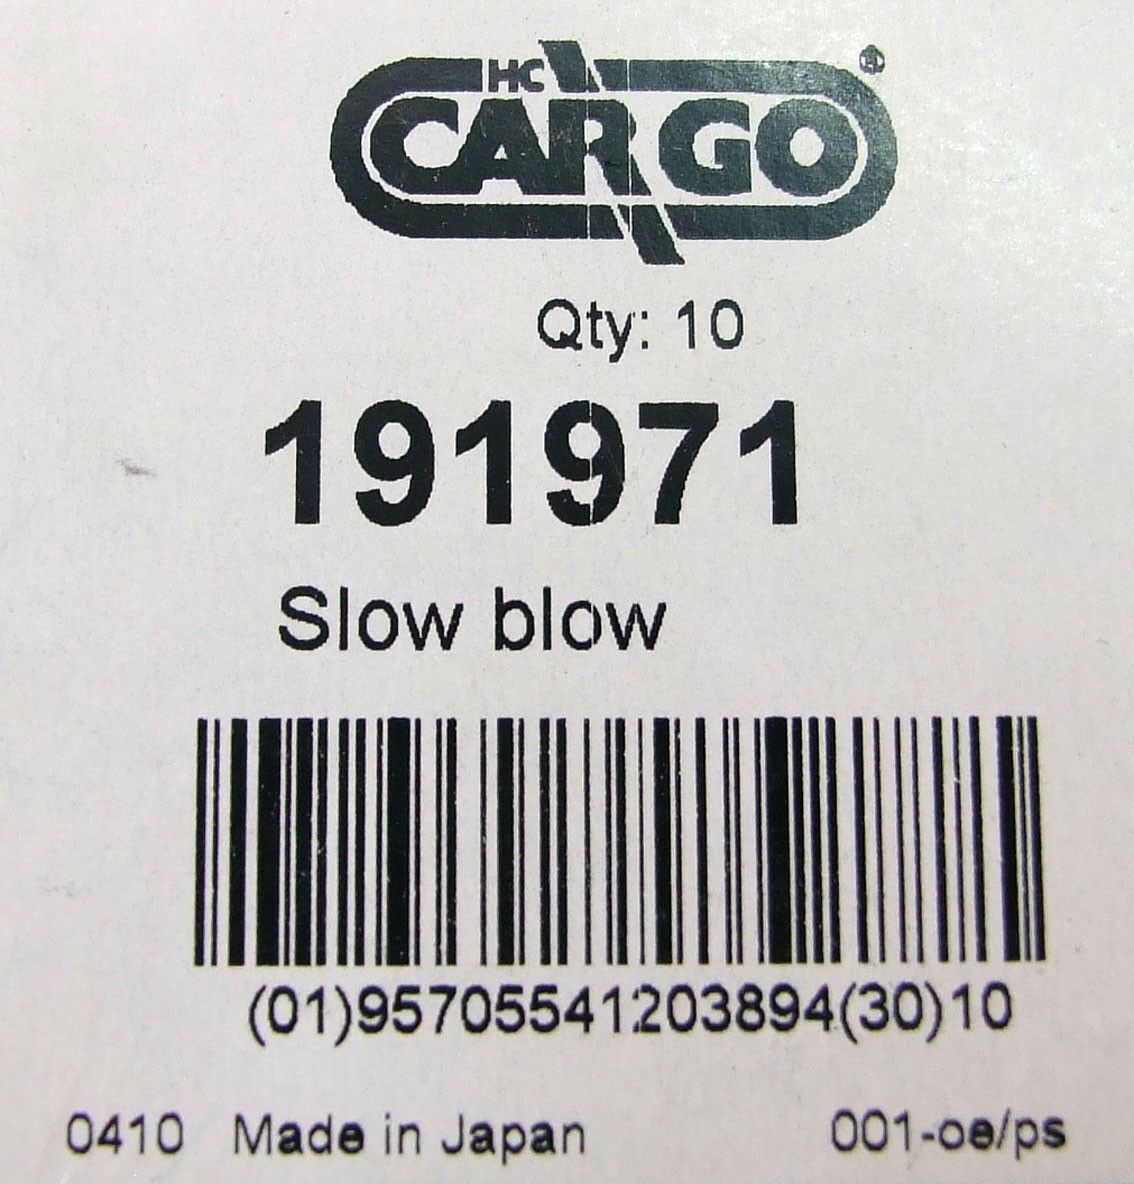 HC
CARGO®
Qty: 10
191971
Slow blow
(01)95705541203894(30)10
0410 Made in Japan 001-oe/ps